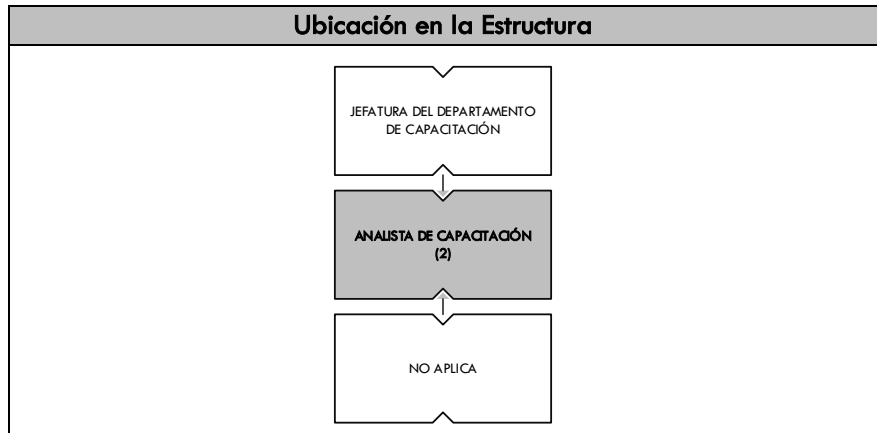 Ubicación en la Estructura
JEFATURA DEL DEPARTAMENTO
DE CAPACITACIÓN
ANALISTA DE CAPACITACIÓN
(2)
NO APLICA